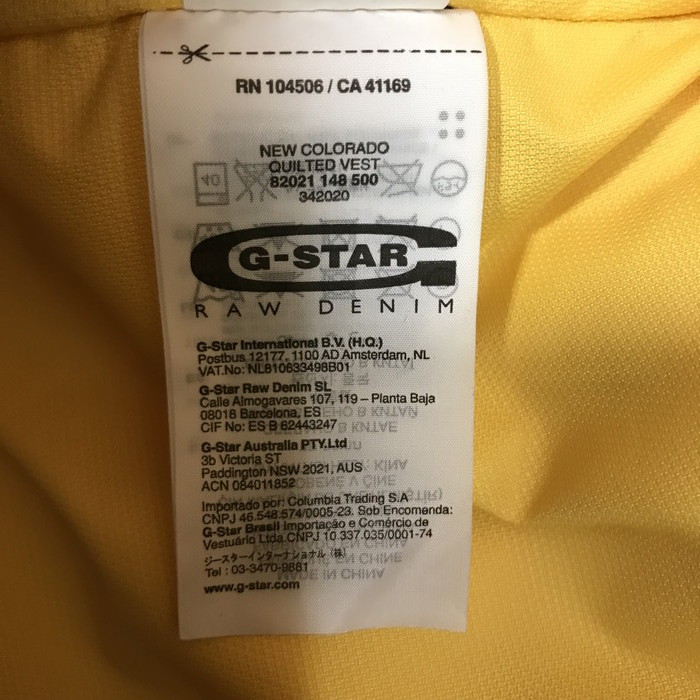 RN 104506 / CA 41169
NEW COLORADO
QUILTED VEST
82021 148 500
342020
G-STAR
RAW DENIM
G-Star International B.V. (H.Q.)
Postbus 12177, 1100 AD Amsterdam, NL
VAT.No: NL810633498B01
G-Star Raw Denim SL
Calle Almogavares 107, 119 – Planta Baja
08018 Barcelona, ES
CIF No: ES B 62443247
G-Star Australia PTY.Ltd
3b Victoria ST
Paddington NSW 2021, AUS
ACN 084011852
Importado por: Columbia Trading S.A
CNPJ 46.548.574/0005-23. Sob Encomenda:
G-Star Brasil Importação e Comércio de
Vestuário Ltda.CNPJ 10.337.035/0001-74
ジースターインターナショナル（株）
Tel : 03-3470-9881
www.g-star.com
MADE IN CHINA